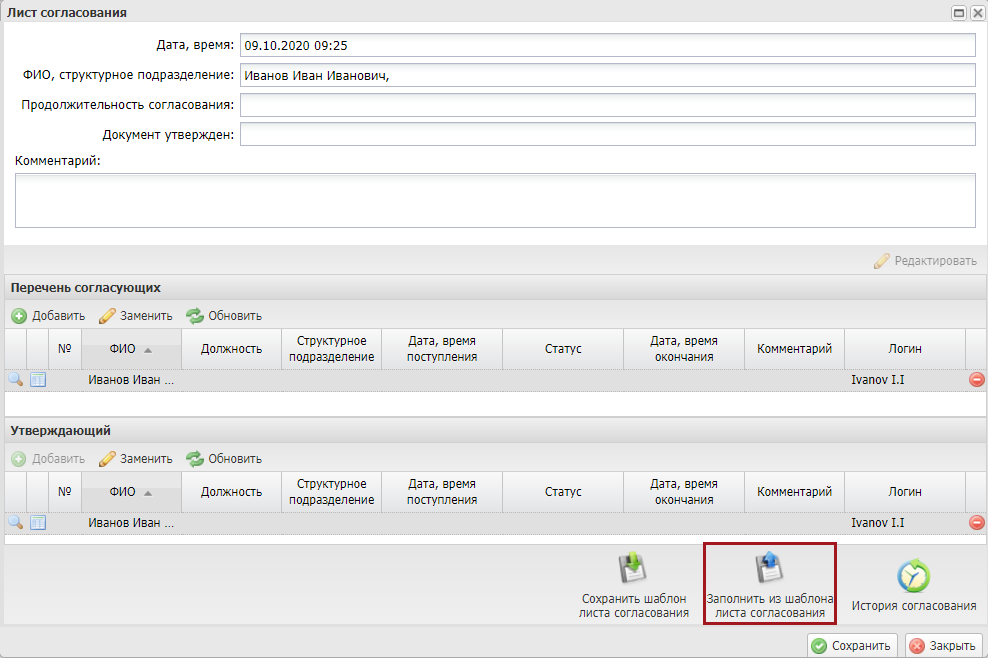 Лист согласования
Дата, время: 09.10.2020 09:25
ФИО, структурное подразделение: Иванов Иван Иванович,
Продолжительность согласования:
Документ утвержден:
Комментарий:
Редактировать
Перечень согласующих
Добавить Заменить Обновить
№ ФИО Должность Структурное подразделение Дата, время поступления Статус Дата, время окончания Комментарий Логин
Иванов Иван ... Ivanov I.I
Утверждающий
Добавить Заменить Обновить
№ ФИО Должность Структурное подразделение Дата, время поступления Статус Дата, время окончания Комментарий Логин
Иванов Иван ... Ivanov I.I
Сохранить шаблон листа согласования
Заполнить из шаблона листа согласования
История согласования
Сохранить Закрыть